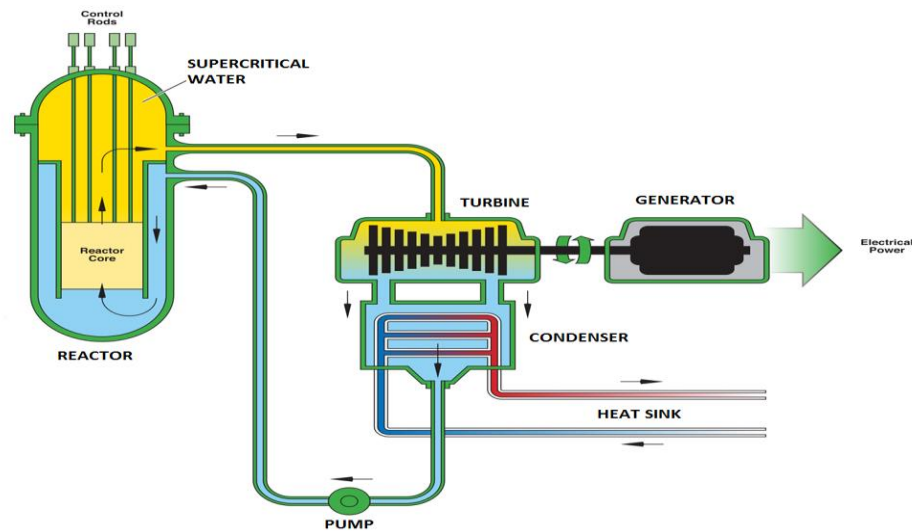 Control
Rods
SUPERCRITICAL
WATER
TURBINE
GENERATOR
Electrical
Power
Reactor
Core
REACTOR
CONDENSER
HEAT SINK
PUMP